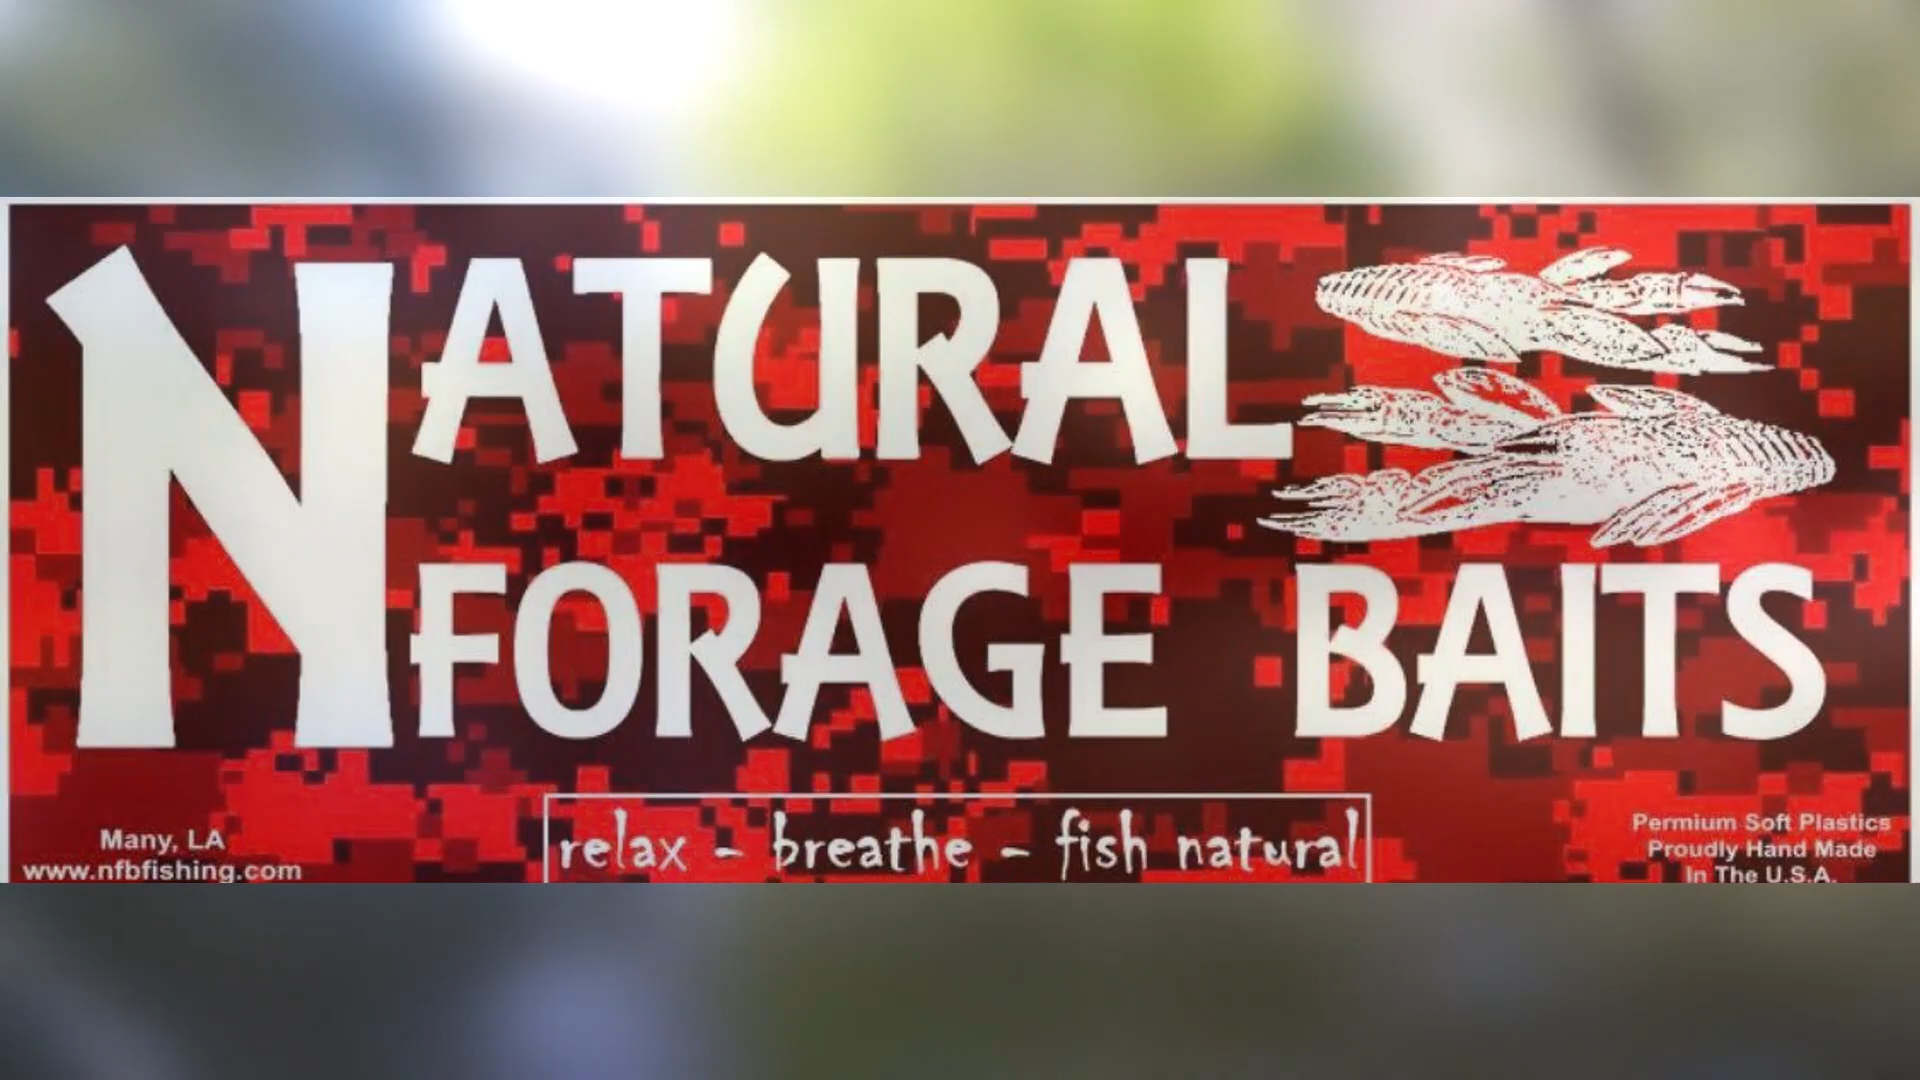 NATURAL
FORAGE BAITS
relax - breathe - fish natural
Many, LA
www.nfbfishing.com
Permium Soft Plastics
Proudly Hand Made
In The U.S.A.